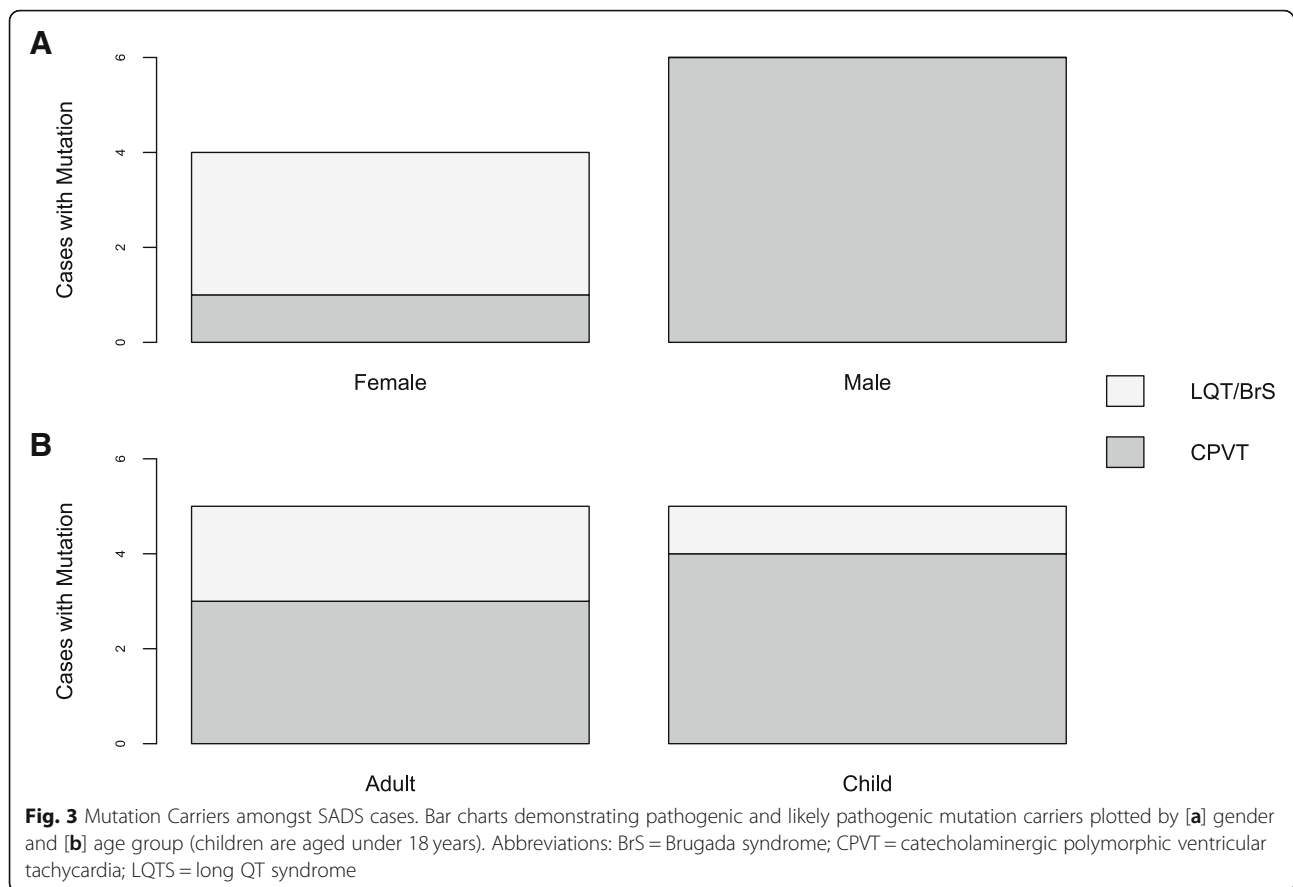 A
Cases with Mutation
6
4
2
0
Female
Male
LQT/BrS
CPVT
B
Cases with Mutation
6
4
2
0
Adult
Child
Fig. 3 Mutation Carriers amongst SADS cases. Bar charts demonstrating pathogenic and likely pathogenic mutation carriers plotted by [a] gender
and [b] age group (children are aged under 18 years). Abbreviations: BrS = Brugada syndrome; CPVT = catecholaminergic polymorphic ventricular
tachycardia; LQTS = long QT syndrome